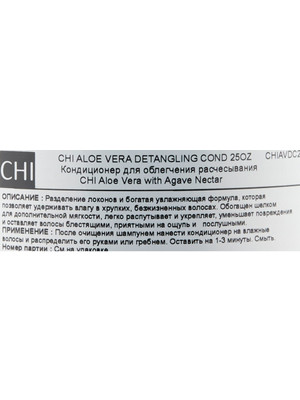 CHI ALOE VERA DETANGLING COND 25OZ CHIAVDC2
Кондиционер для облегчения расчесывания
CHI Aloe Vera with Agave Nectar
CHI
ОПИСАНИЕ : Разделение локонов и богатая увлажняющая формула, которая
позволяет удерживать влагу в хрупких, безжизненных волосах. Обогащен шелком
для дополнительной мягкости, легко распутывает и укрепляет, уменьшает повреждения
и оставляет волосы блестящими, приятными на ощупь и послушными.
ПРИМЕНЕНИЕ : После очищения шампунем нанести кондиционер на влажные
волосы и распределить его руками или гребнем. Оставить на 1-3 минуты. Смыть.
Номер партии : См на упаковке